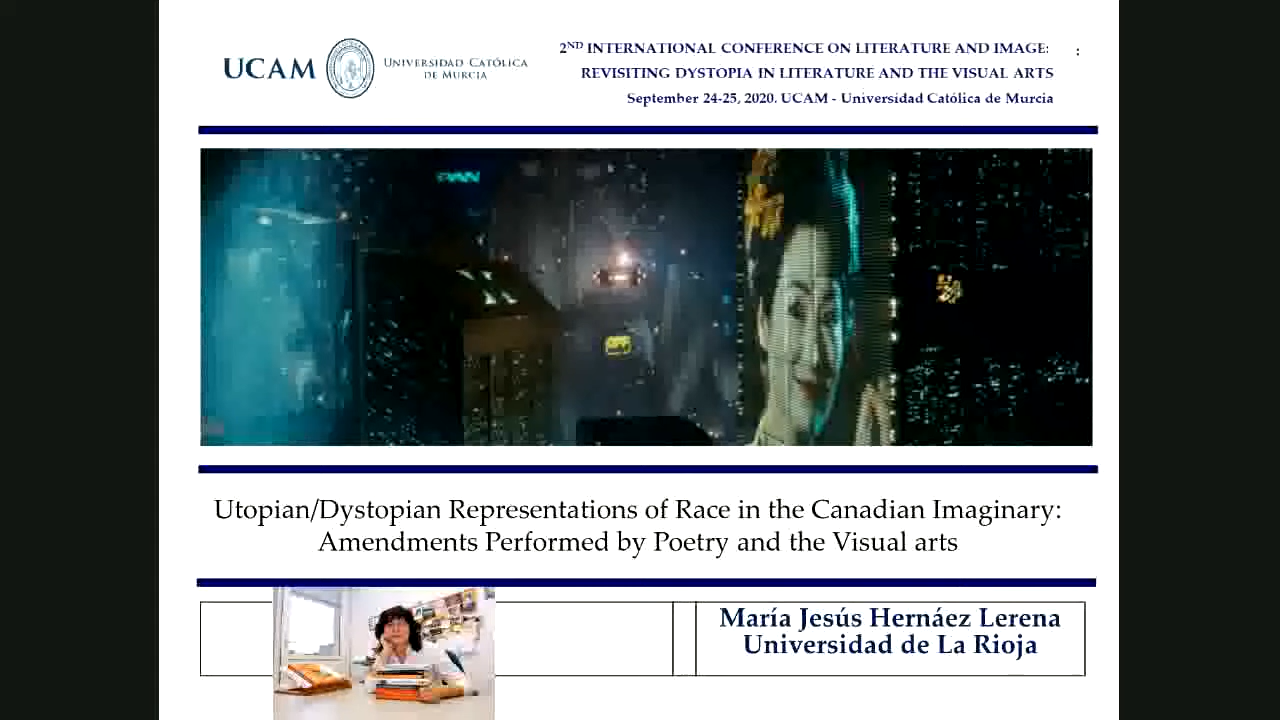 UCAM
UNIVERSIDAD CATÓLICA
DE MURCIA
2ND INTERNATIONAL CONFERENCE ON LITERATURE AND IMAGE: :
REVISITING DYSTOPIA IN LITERATURE AND THE VISUAL ARTS
September 24-25, 2020. UCAM - Universidad Católica de Murcia
Utopian/Dystopian Representations of Race in the Canadian Imaginary:
Amendments Performed by Poetry and the Visual arts
María Jesús Hernáez Lerena
Universidad de La Rioja